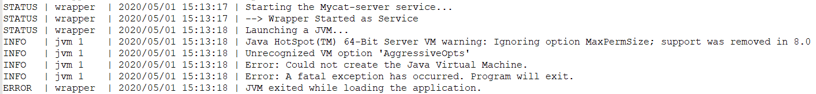 STATUS | wrapper  | 2020/05/01 15:13:17 | Starting the Mycat-server service...
STATUS | wrapper  | 2020/05/01 15:13:17 | --> Wrapper Started as Service
STATUS | wrapper  | 2020/05/01 15:13:18 | Launching a JVM...
INFO   | jvm 1    | 2020/05/01 15:13:18 | Java HotSpot(TM) 64-Bit Server VM warning: Ignoring option MaxPermSize; support was removed in 8.0
INFO   | jvm 1    | 2020/05/01 15:13:18 | Unrecognized VM option 'AggressiveOpts'
INFO   | jvm 1    | 2020/05/01 15:13:18 | Error: Could not create the Java Virtual Machine.
INFO   | jvm 1    | 2020/05/01 15:13:18 | Error: A fatal exception has occurred. Program will exit.
ERROR  | wrapper  | 2020/05/01 15:13:18 | JVM exited while loading the application.